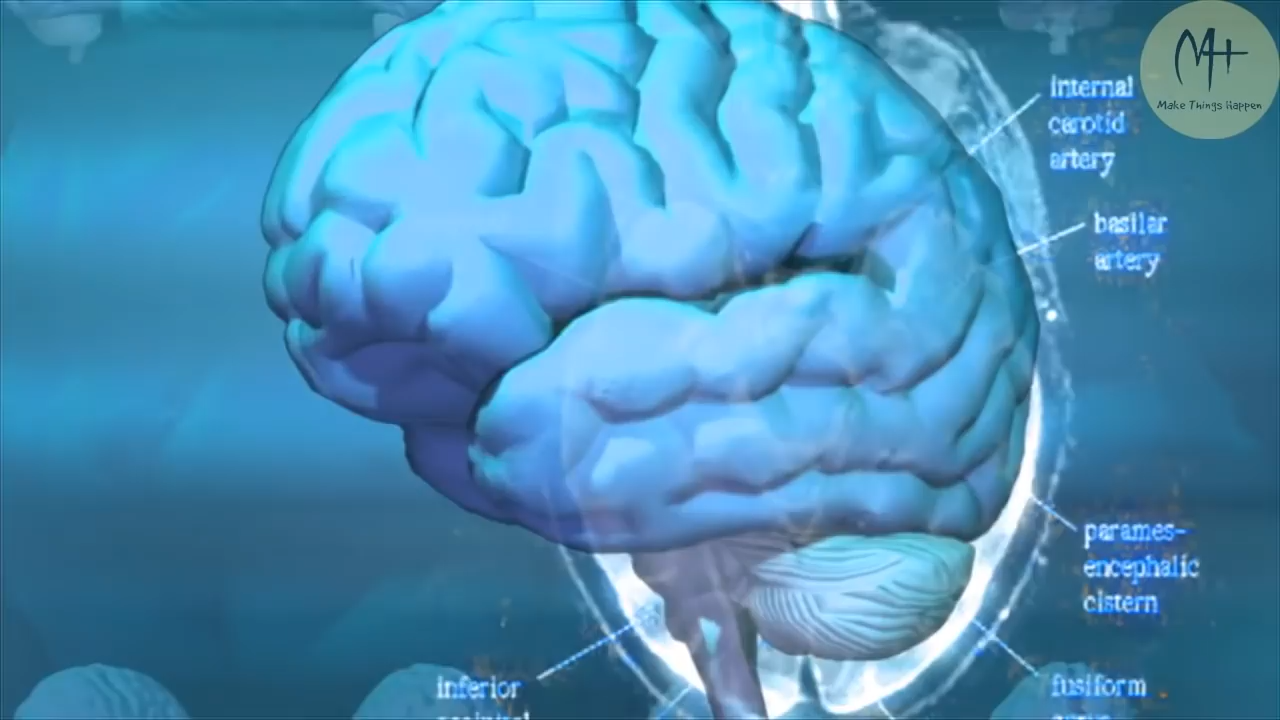 Make Things Happen
internal
carotid
artery
basilar
artery
parames-
encephalic
cistern
inferior
fusiform